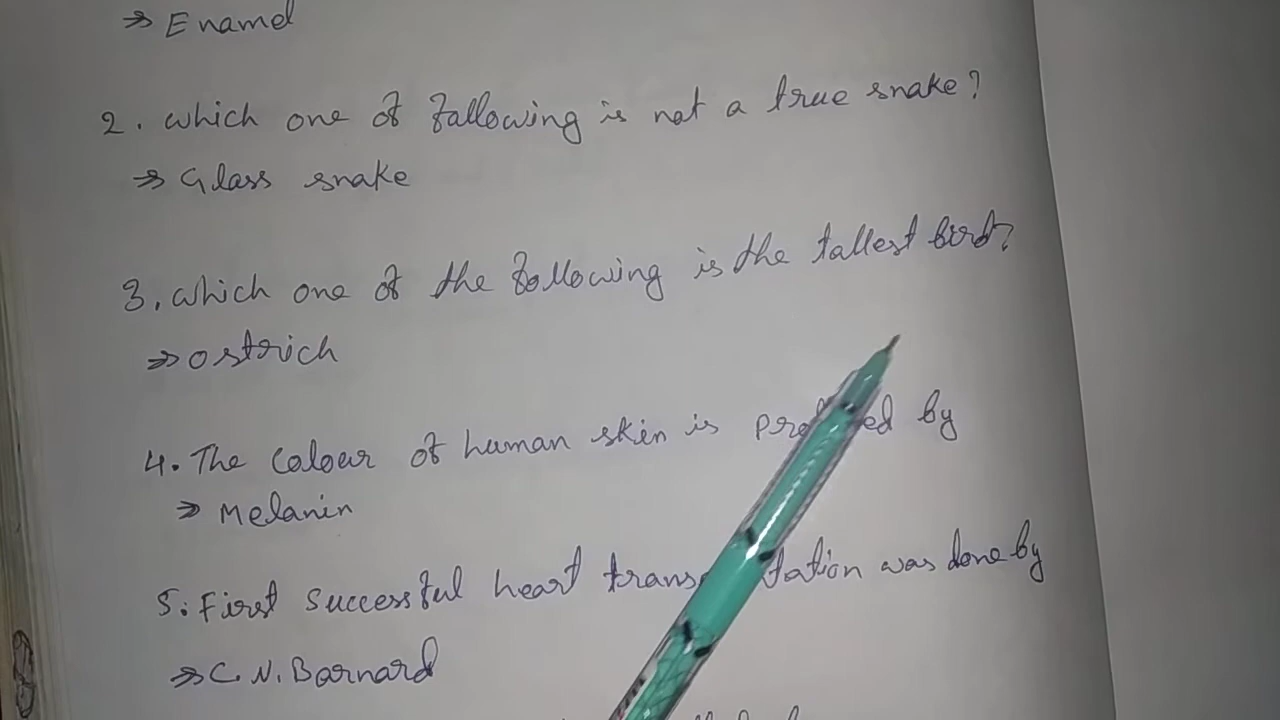 ⇒ Enamel
2. Which one of following is not a true snake?
⇒ Glass snake
3. Which one of the following is the tallest bird?
⇒ Ostrich
4. The Colour of human skin is by
⇒ Melanin
5. First Successful heart was done by
⇒ C. N. Barnard